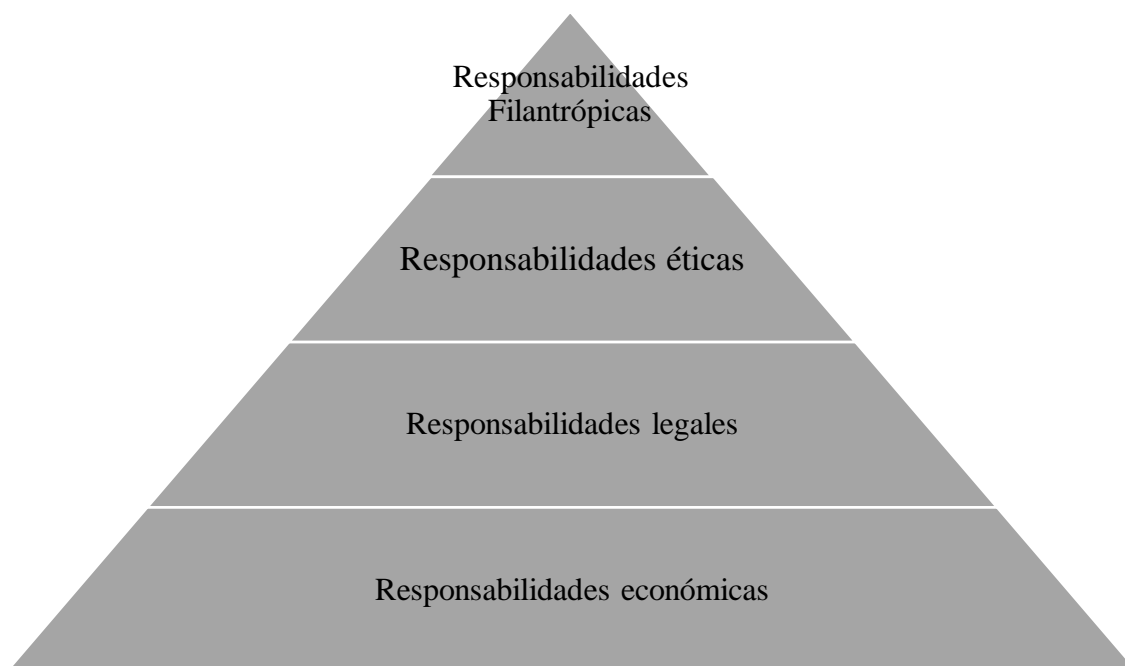 Responsabilidades
Filantrópicas
Responsabilidades éticas
Responsabilidades legales
Responsabilidades económicas